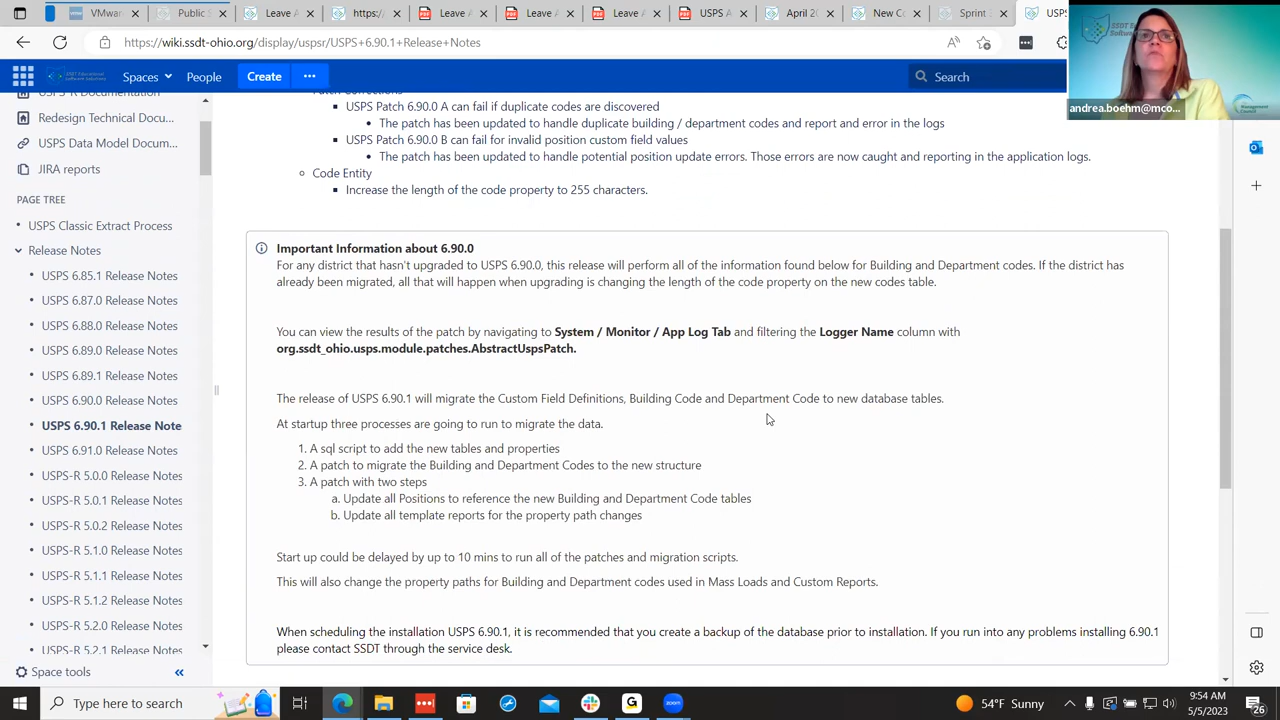 VMwar
Public
Leave A
https:/
Leave A
Leave A
Leave A
USPS A
April 20
New Co
Sprint
USPS
https://wiki.ssdt-ohio.org/display/uspsr/USPS+6.90.1+Release+Notes
andrea.boehm@mco...
Spaces
People
Create
Search
USPS-R Documentation
Redesign Technical Docu...
USPS Data Model Docum...
JIRA reports
PAGE TREE
USPS Classic Extract Process
Release Notes
USPS 6.85.1 Release Notes
USPS 6.87.0 Release Notes
USPS 6.88.0 Release Notes
USPS 6.89.0 Release Notes
USPS 6.89.1 Release Notes
USPS 6.90.0 Release Notes
USPS 6.90.1 Release Note
USPS 6.91.0 Release Notes
USPS-R 5.0.0 Release Notes
USPS-R 5.0.1 Release Notes
USPS-R 5.0.2 Release Notes
USPS-R 5.1.0 Release Notes
USPS-R 5.1.1 Release Notes
USPS-R 5.1.2 Release Notes
USPS-R 5.2.0 Release Notes
USPS-R 5.2.1 Release Notes
Space tools
Patch Corrections
USPS Patch 6.90.0 A can fail if duplicate codes are discovered
The patch has been updated to handle duplicate building / department codes and report and error in the logs
USPS Patch 6.90.0 B can fail for invalid position custom field values
The patch has been updated to handle potential position update errors. Those errors are now caught and reporting in the application logs.
Code Entity
Increase the length of the code property to 255 characters.
Important Information about 6.90.0
For any district that hasn't upgraded to USPS 6.90.0, this release will perform all of the information found below for Building and Department codes. If the district has
already been migrated, all that will happen when upgrading is changing the length of the code property on the new codes table.
You can view the results of the patch by navigating to System / Monitor / App Log Tab and filtering the Logger Name column with
org.ssdt_ohio.usps.module.patches.AbstractUspsPatch.
The release of USPS 6.90.1 will migrate the Custom Field Definitions, Building Code and Department Code to new database tables.
At startup three processes are going to run to migrate the data.
1. A sql script to add the new tables and properties
2. A patch to migrate the Building and Department Codes to the new structure
3. A patch with two steps
a. Update all Positions to reference the new Building and Department Code tables
b. Update all template reports for the property path changes
Start up could be delayed by up to 10 mins to run all of the patches and migration scripts.
This will also change the property paths for Building and Department codes used in Mass Loads and Custom Reports.
When scheduling the installation USPS 6.90.1, it is recommended that you create a backup of the database prior to installation. If you run into any problems installing 6.90.1
please contact SSDT through the service desk.
Type here to search
54°F Sunny
9:54 AM
5/5/2023
26